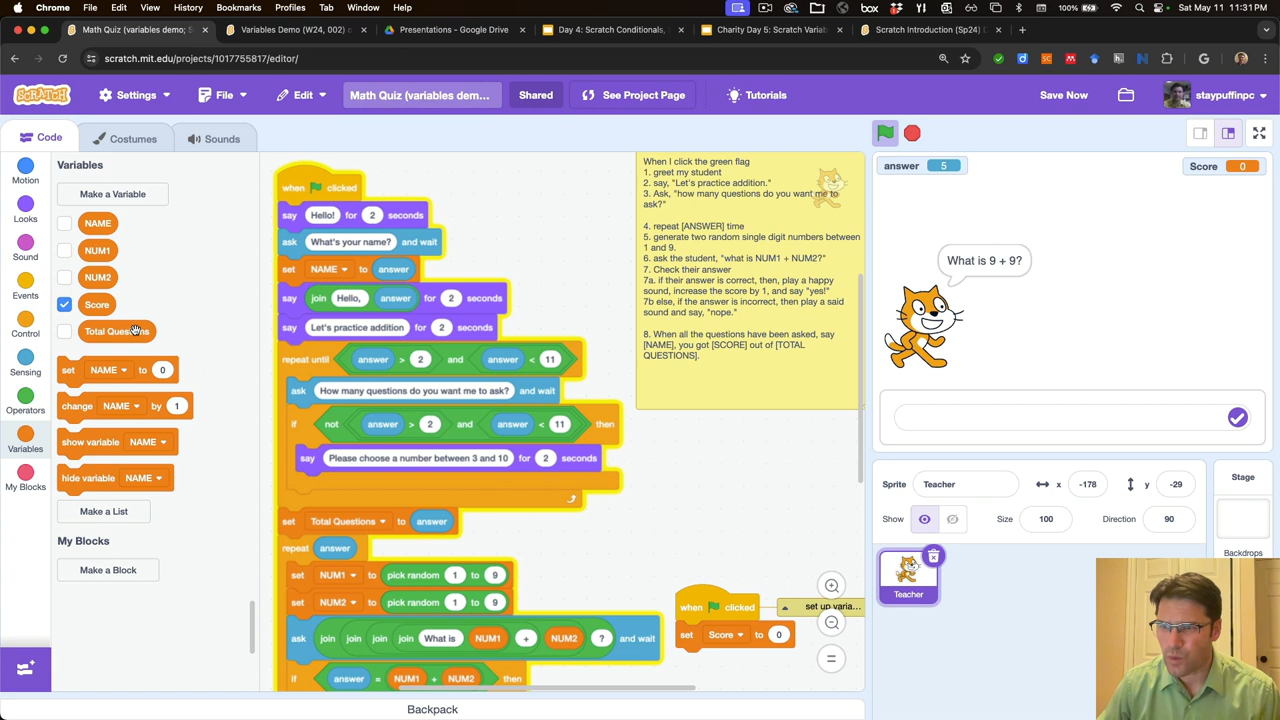 Chrome File Edit View History Bookmarks Profiles Tab Window Help
box 100% Sat May 11 11:31 PM
Math Quiz (variables demo; S
Variables Demo (W24, 002) o
Presentations - Google Drive
Day 4: Scratch Conditionals,
Charity Day 5: Scratch Variab
Scratch Introduction (Sp24)
scratch.mit.edu/projects/1017755817/editor/
SCRATCH Settings File Edit Math Quiz (variables dem... Shared See Project Page Tutorials Save Now staypuffinpc
Code Costumes Sounds
Motion
Looks
Sound
Events
Control
Sensing
Operators
Variables
My Blocks
Variables
Make a Variable
NAME
NUM1
NUM2
Score
Total Questions
set NAME to 0
change NAME by 1
show variable NAME
hide variable NAME
Make a List
My Blocks
Make a Block
when clicked
say Hello! for 2 seconds
ask What's your name? and wait
set NAME to answer
say join Hello, answer for 2 seconds
say Let's practice addition for 2 seconds
repeat until answer > 2 and answer < 11
ask How many questions do you want me to ask? and wait
if not answer > 2 and answer < 11 then
say Please choose a number between 3 and 10 for 2 seconds
set Total Questions to answer
repeat answer
set NUM1 to pick random 1 to 9
set NUM2 to pick random 1 to 9
ask join join join join What is NUM1 + NUM2 ? and wait
if answer = NUM1 + NUM2 then
When I click the green flag
1. greet my student
2. say, "Let's practice addition."
3. Ask, "how many questions do you want me to
ask?"
4. repeat [ANSWER] time
5. generate two random single digit numbers between
1 and 9.
6. ask the student, "what is NUM1 + NUM2?"
7. Check their answer
7a. if their answer is correct, then, play a happy
sound, increase the score by 1, and say "yes!"
7b else, if the answer is incorrect, then play a said
sound and say, "nope."
8. When all the questions have been asked, say
[NAME], you got [SCORE] out of [TOTAL
QUESTIONS].
when clicked
set up varia...
set Score to 0
answer 5
Score 0
What is 9 + 9?
Sprite Teacher x -178 y -29
Show Size 100 Direction 90
Teacher
Stage
Backdrops
Backpack